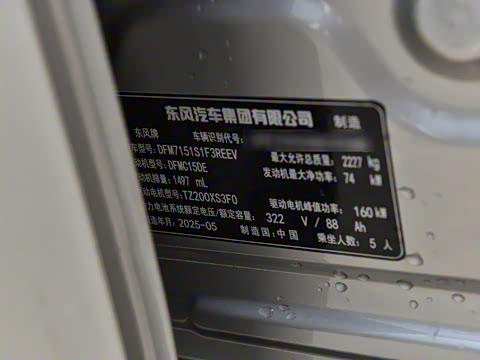 东风汽车集团有限公司 制造
东风牌 车辆识别代号:
车型号: DFM7151S1F3REEV 最大允许总质量: 2227 kg
动机型号: DFMC15DE 发动机最大净功率: 74 kW
动机排量: 1497 mL
动电机型号: TZ200XS3F0 驱动电机峰值功率: 160 kW
力电池系统额定电压/额定容量: 322 V / 88 Ah
造年月: 2025-05 制造国: 中国 乘坐人数: 5 人